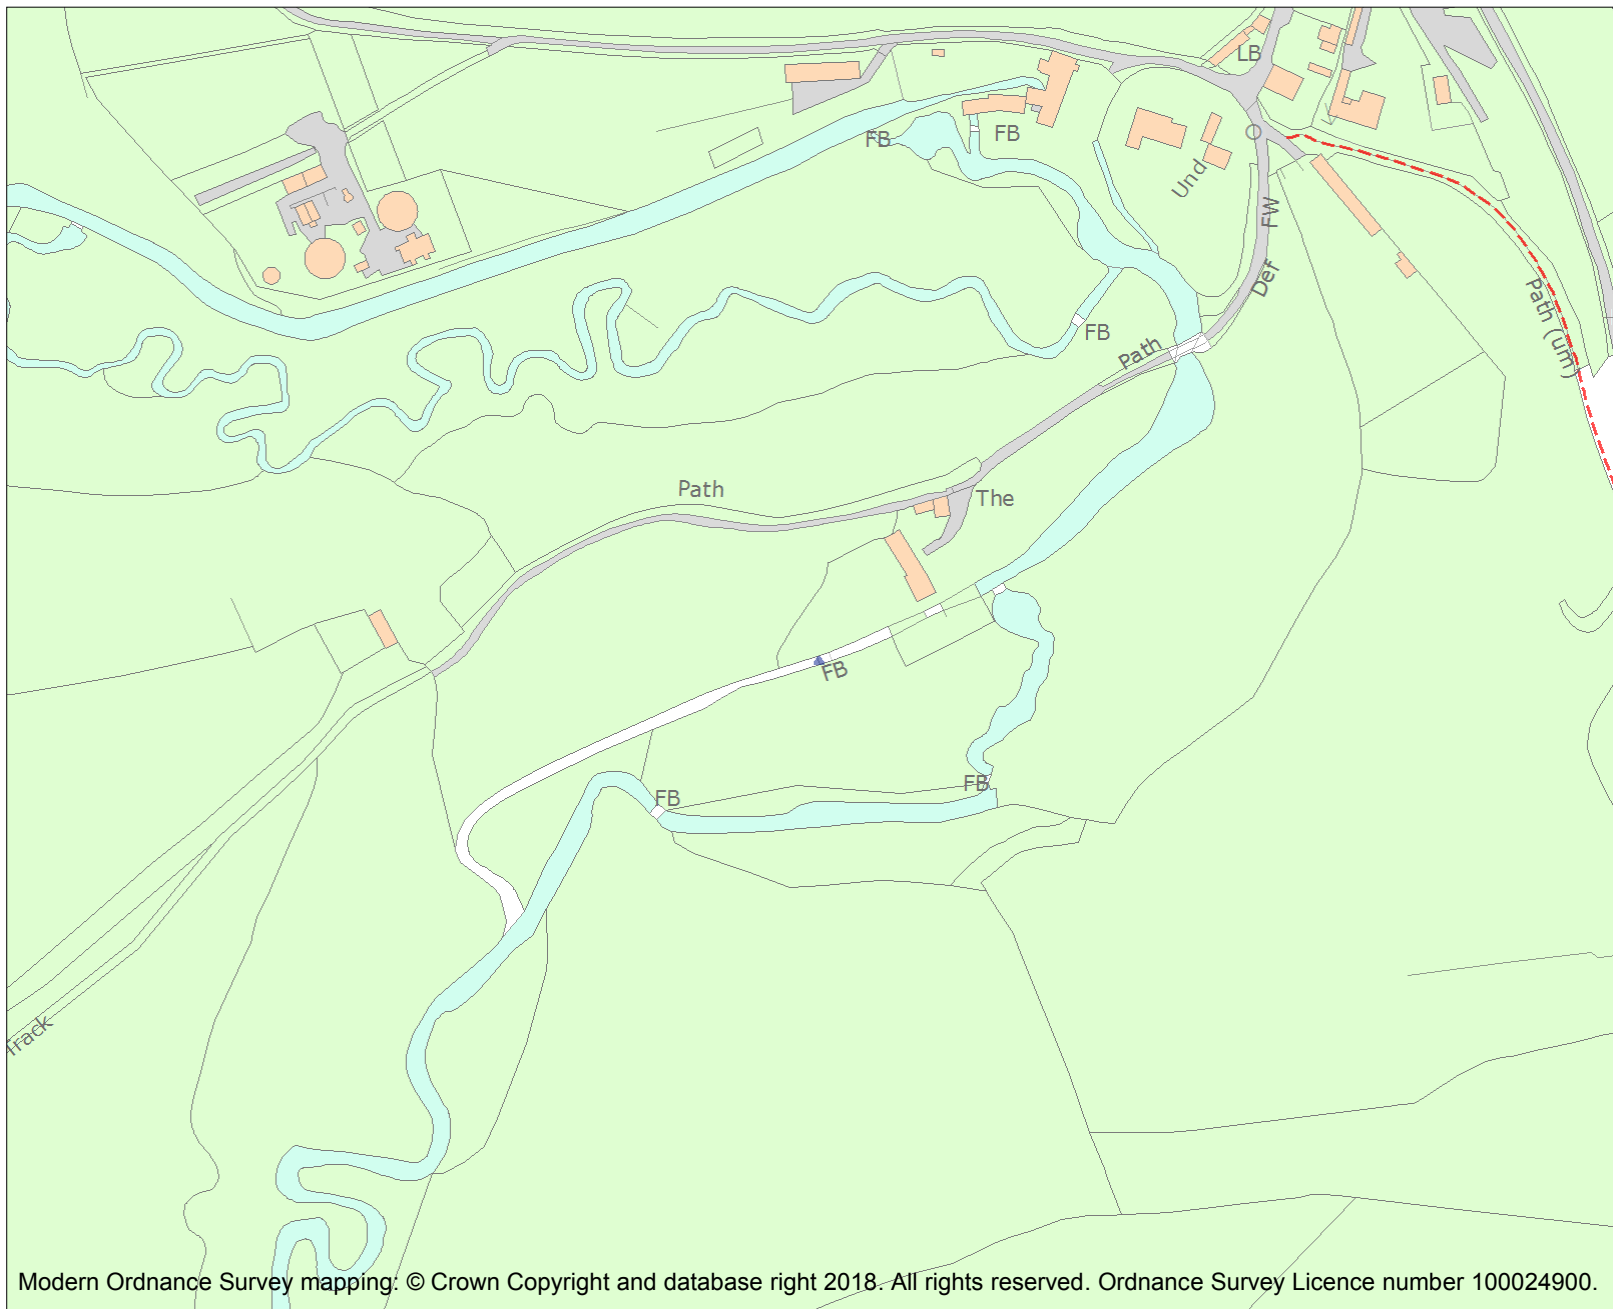 LB
FB
FB
Und
FW
Def
Path (um)
FB
Path
Path
The
FB
FB
FB
Track
Modern Ordnance Survey mapping: © Crown Copyright and database right 2018. All rights reserved. Ordnance Survey Licence number 100024900.